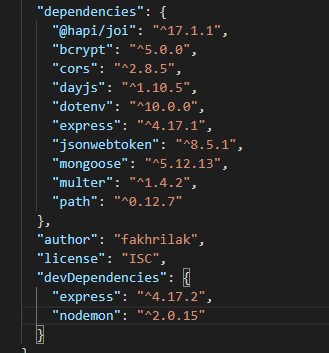 "dependencies": {
"@hapi/joi": "^17.1.1",
"bcrypt": "^5.0.0",
"cors": "^2.8.5",
"dayjs": "^1.10.5",
"dotenv": "^10.0.0",
"express": "^4.17.1",
"jsonwebtoken": "^8.5.1",
"mongoose": "^5.12.13",
"multer": "^1.4.2",
"path": "^0.12.7"
},
"author": "fakhrilak",
"license": "ISC",
"devDependencies": {
"express": "^4.17.2",
"nodemon": "^2.0.15"
}